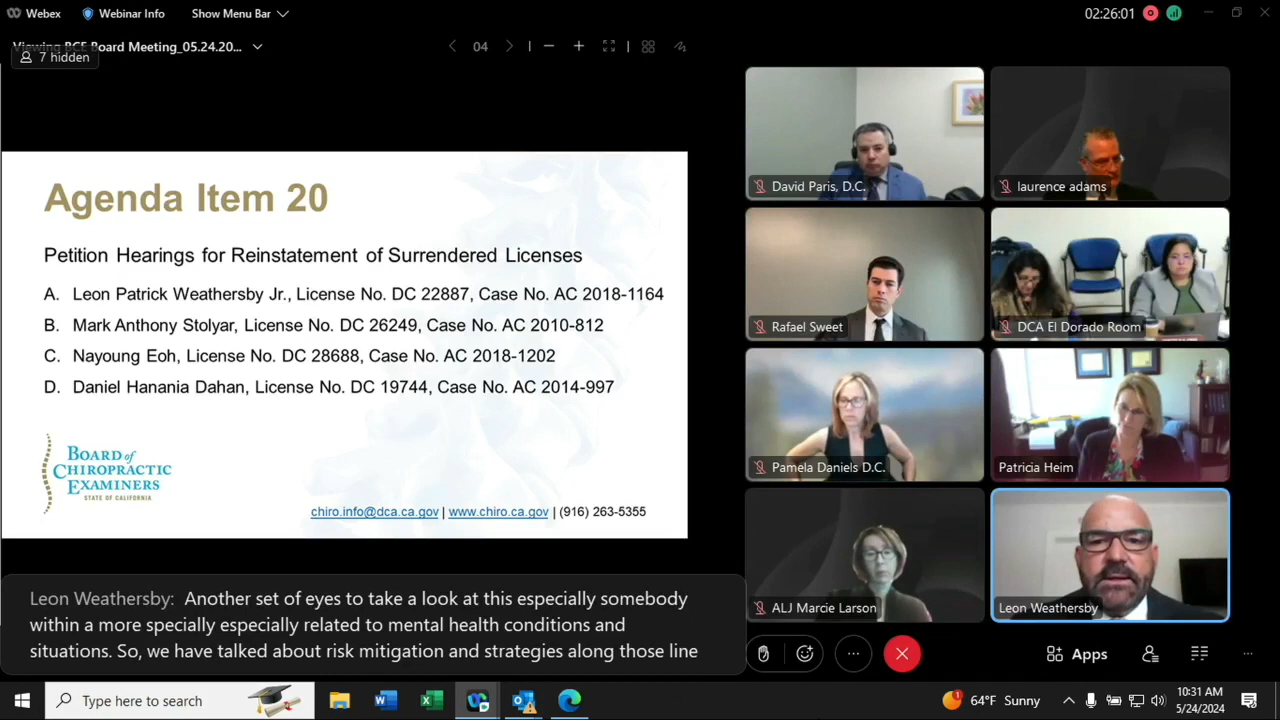 Webex
Webinar Info
Show Menu Bar
02:26:01
Viewing BCE Board Meeting_05.24.20...
7 hidden
04
Agenda Item 20
Petition Hearings for Reinstatement of Surrendered Licenses
A. Leon Patrick Weathersby Jr., License No. DC 22887, Case No. AC 2018-1164
B. Mark Anthony Stolyar, License No. DC 26249, Case No. AC 2010-812
C. Nayoung Eoh, License No. DC 28688, Case No. AC 2018-1202
D. Daniel Hanania Dahan, License No. DC 19744, Case No. AC 2014-997
BOARD of
CHIROPRACTIC
EXAMINERS
STATE OF CALIFORNIA
chiro.info@dca.ca.gov | www.chiro.ca.gov | (916) 263-5355
David Paris, D.C.
laurence adams
Rafael Sweet
DCA El Dorado Room
Pamela Daniels D.C.
Patricia Heim
ALJ Marcie Larson
Leon Weathersby
Leon Weathersby: Another set of eyes to take a look at this especially somebody
within a more specially especially related to mental health conditions and
situations. So, we have talked about risk mitigation and strategies along those line
Apps
Type here to search
1
64°F Sunny
10:31 AM
5/24/2024